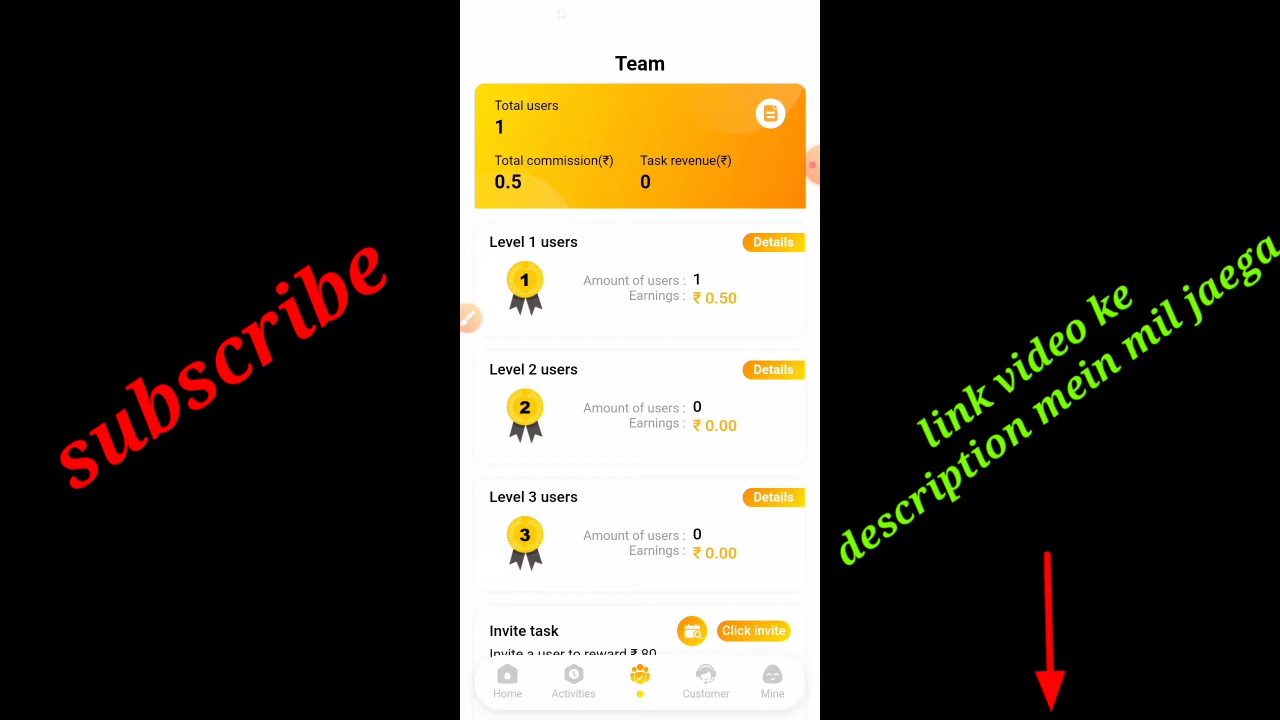 subscribe
Team
Total users
1
Total commission(₹) Task revenue(₹)
0.5 0
Level 1 users Details
1
Amount of users : 1
Earnings : ₹ 0.50
Level 2 users Details
2
Amount of users : 0
Earnings : ₹ 0.00
Level 3 users Details
3
Amount of users : 0
Earnings : ₹ 0.00
Invite task Click invite
Invite a user to reward ₹ 80
Home Activities Customer Mine
link video ke
description mein mil jaega